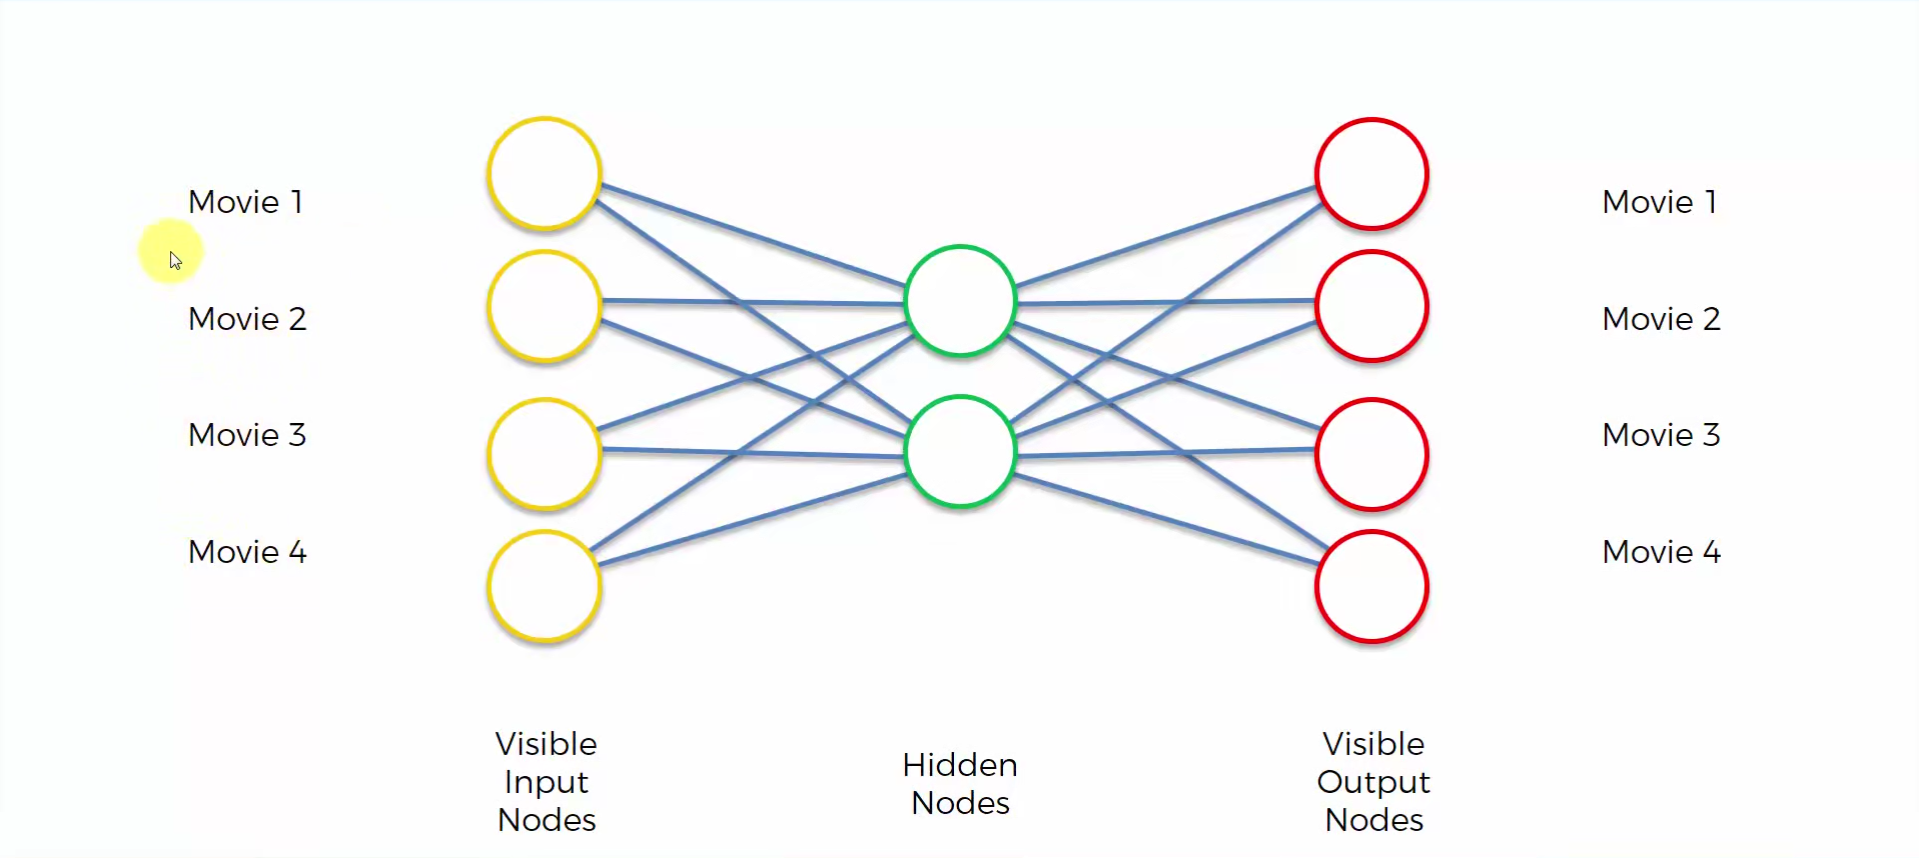 Movie 1
Movie 2
Movie 3
Movie 4
Movie 1
Movie 2
Movie 3
Movie 4
Visible
Input
Nodes
Hidden
Nodes
Visible
Output
Nodes